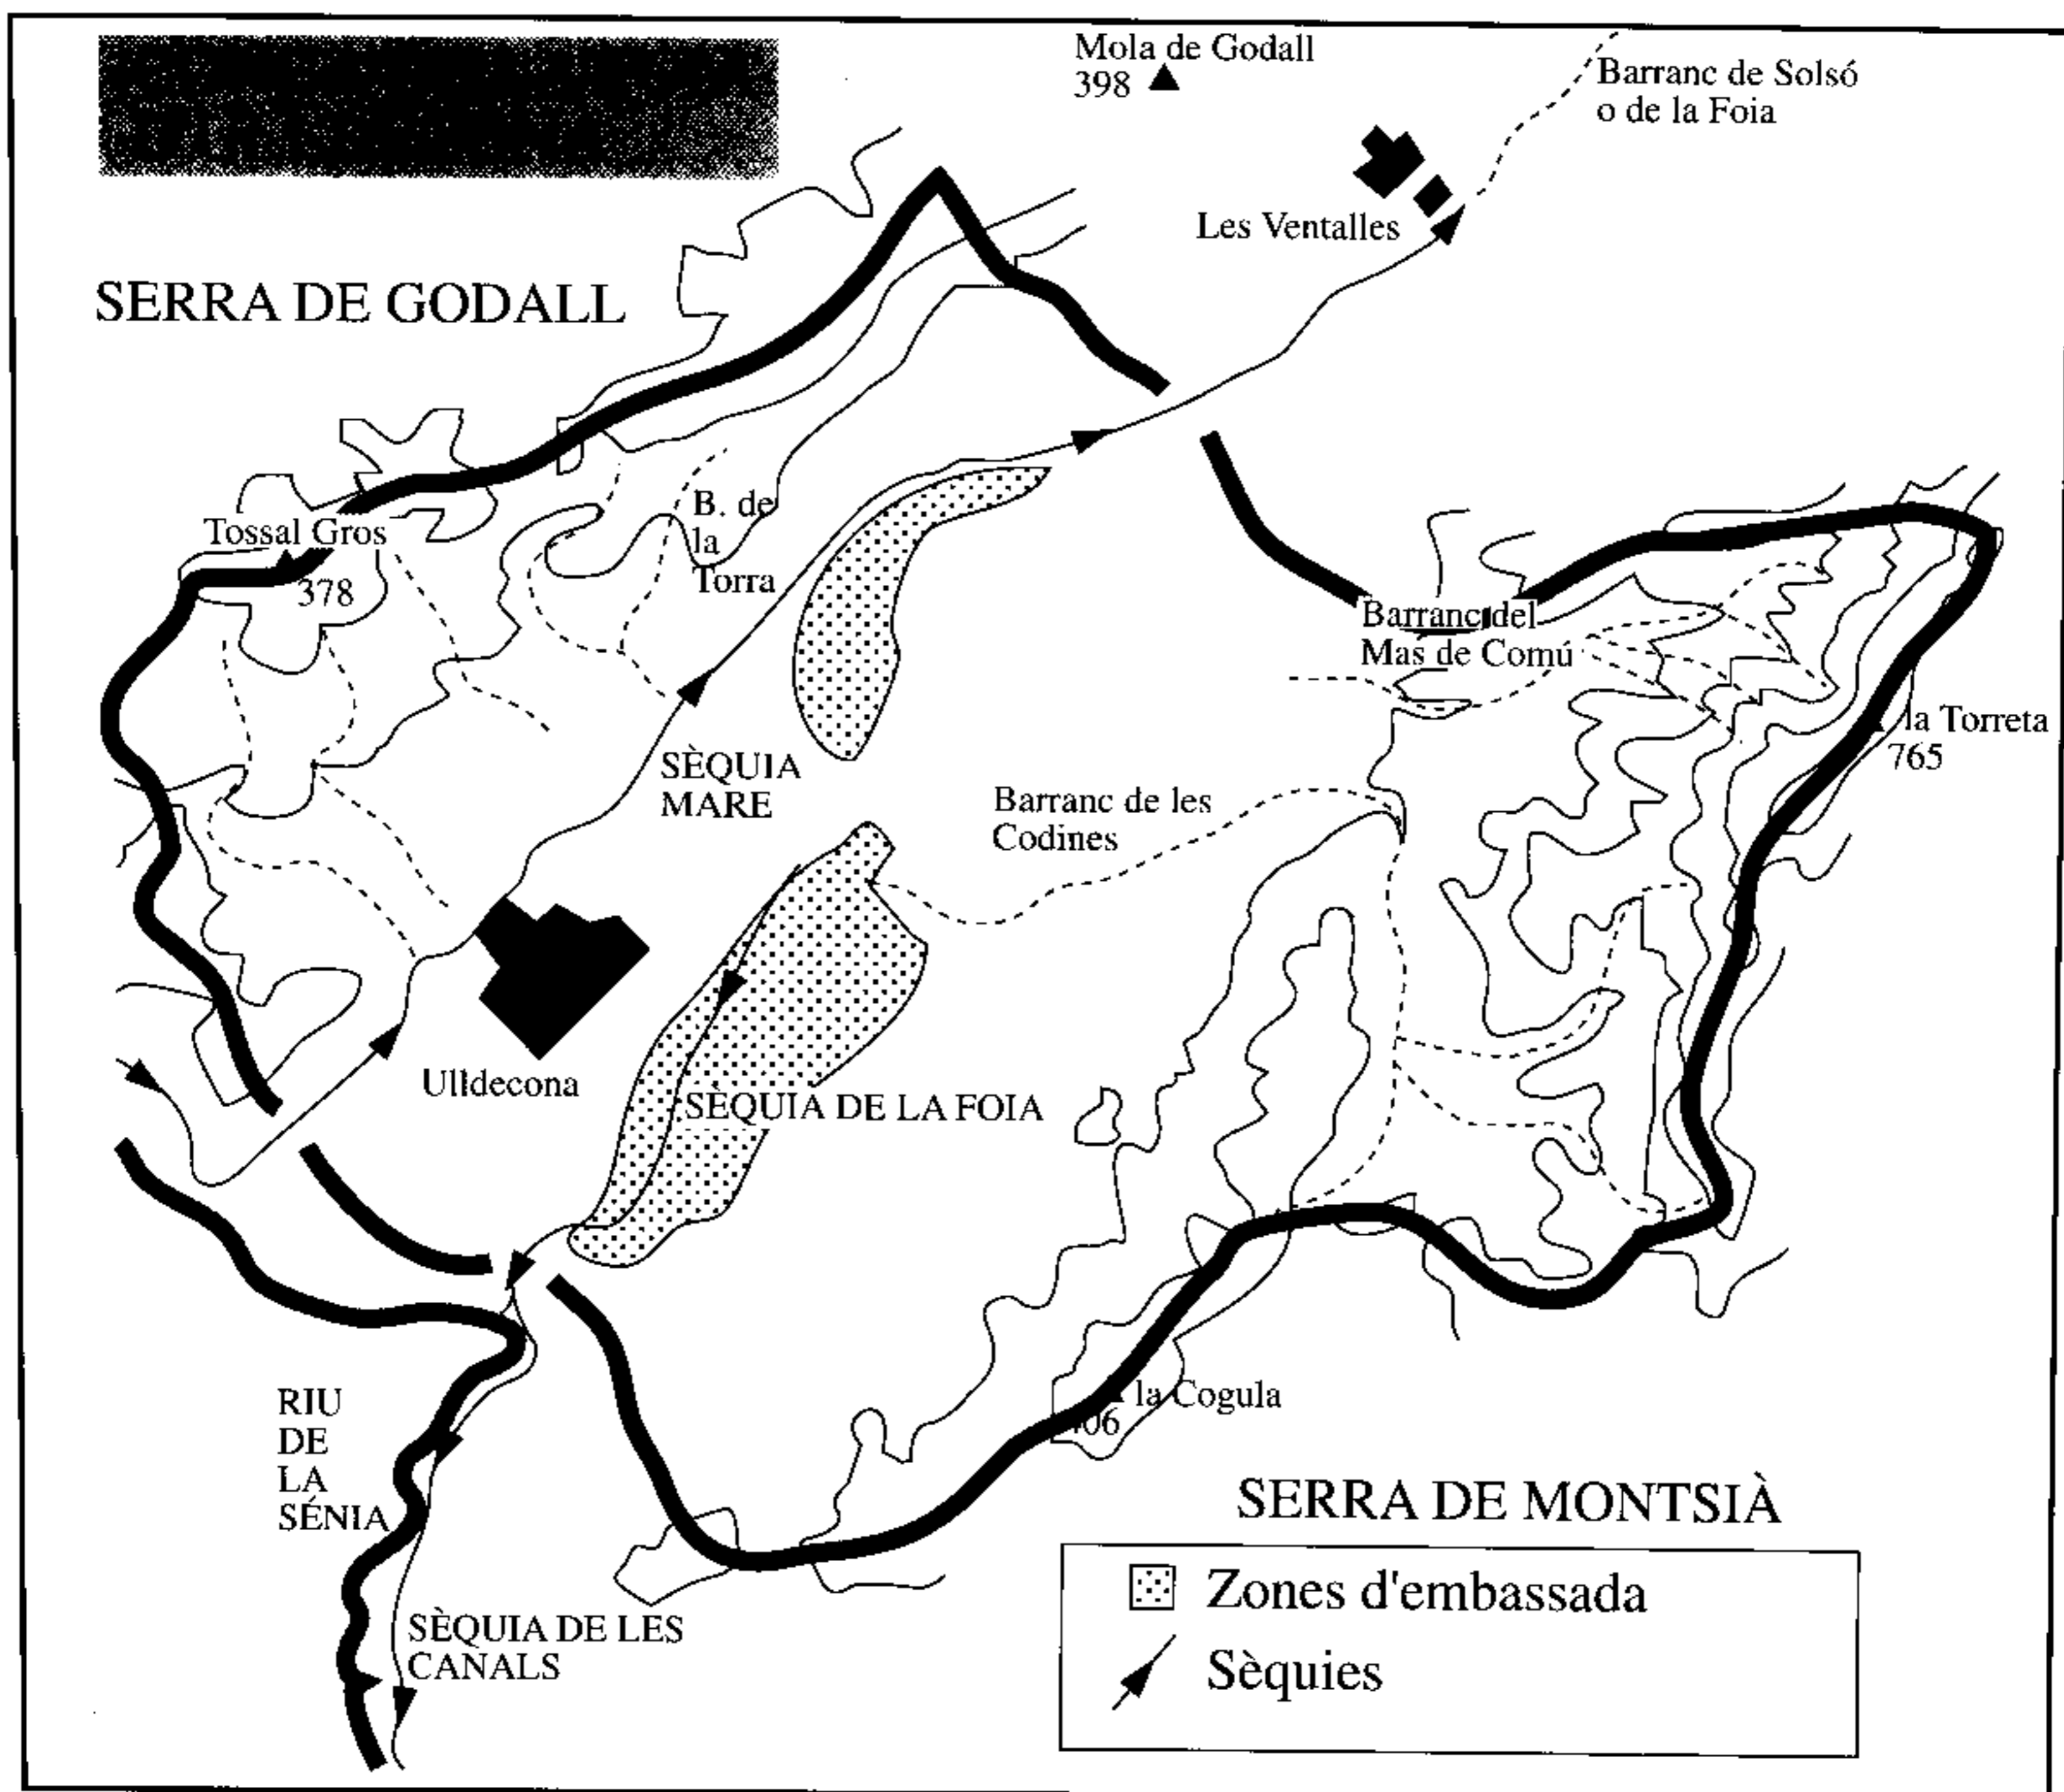 Mola de Godall
398
Barranc de Solsó
o de la Foia
Les Ventalles
SERRA DE GODALL
B. de
la
Torra
Tossal Gros
378
Barranc del
Mas de Comú
la Torreta
765
SÈQUIA
MARE
Barranc de les
Codines
Ulldecona
SÈQUIA DE LA FOIA
RIU
DE
LA
SÉNIA
la Cogula
SERRA DE MONTSIÀ
Zones d'embassada
Sèquies
SÈQUIA DE LES
CANALS